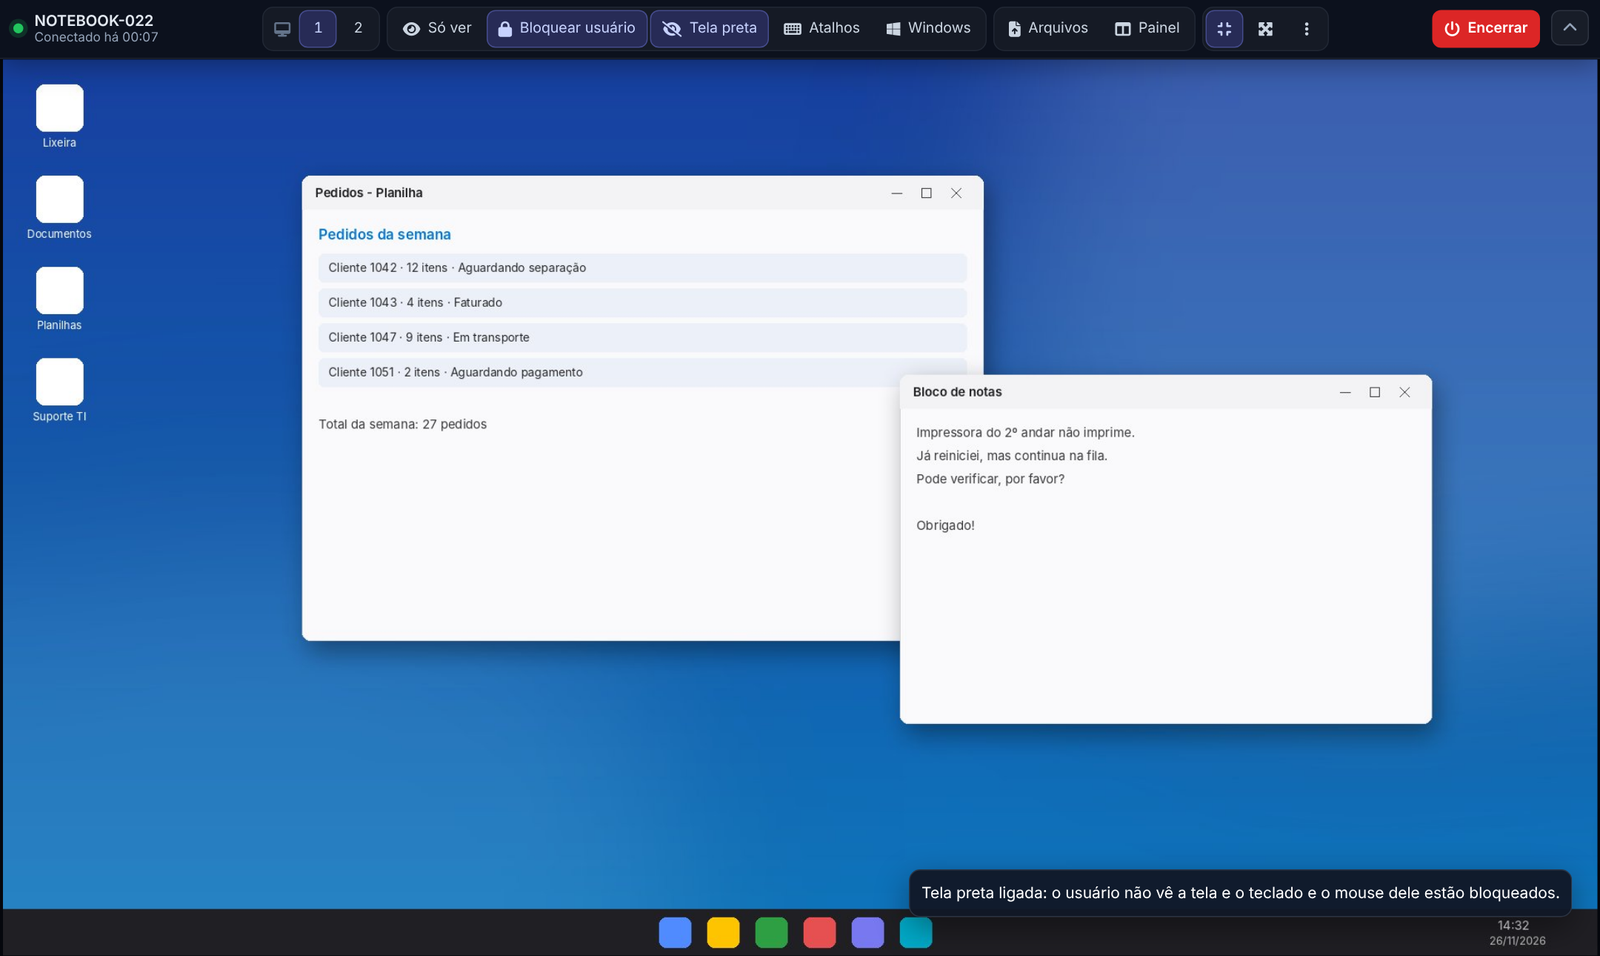 NOTEBOOK-022
Conectado há 00:07
1
2
Só ver
Bloquear usuário
Tela preta
Atalhos
Windows
Arquivos
Painel
Encerrar
Lixeira
Documentos
Planilhas
Suporte TI
Pedidos - Planilha
Pedidos da semana
Cliente 1042 · 12 itens · Aguardando separação
Cliente 1043 · 4 itens · Faturado
Cliente 1047 · 9 itens · Em transporte
Cliente 1051 · 2 itens · Aguardando pagamento
Total da semana: 27 pedidos
Bloco de notas
Impressora do 2º andar não imprime.
Já reiniciei, mas continua na fila.
Pode verificar, por favor?
Obrigado!
Tela preta ligada: o usuário não vê a tela e o teclado e o mouse dele estão bloqueados.
14:32
26/11/2026